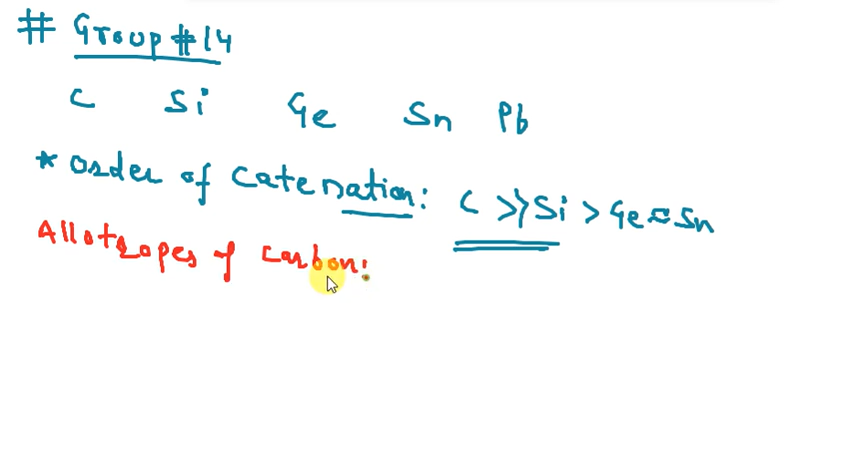 # Group #14
C Si Ge Sn Pb
* Order of Catenation: C >> Si > Ge ≈ Sn
Allotropes of Carbon: